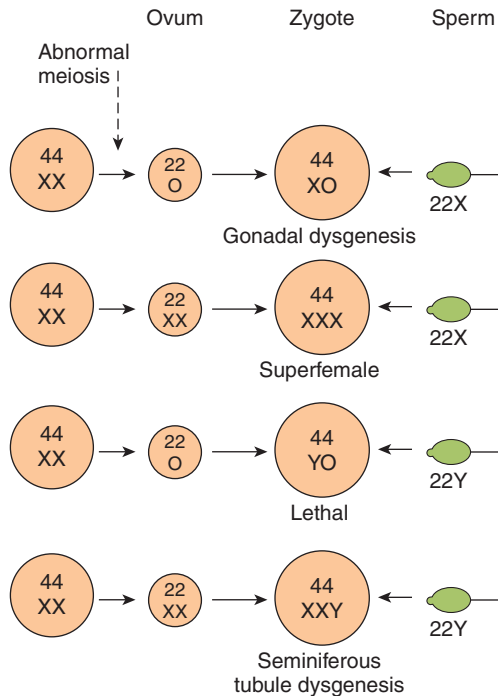 Ovum Zygote Sperm
Abnormal
meiosis
44
XX
22
O
44
XO
22X
Gonadal dysgenesis
44
XX
22
XX
44
XXX
22X
Superfemale
44
XX
22
O
44
YO
22Y
Lethal
44
XX
22
XX
44
XXY
22Y
Seminiferous
tubule dysgenesis